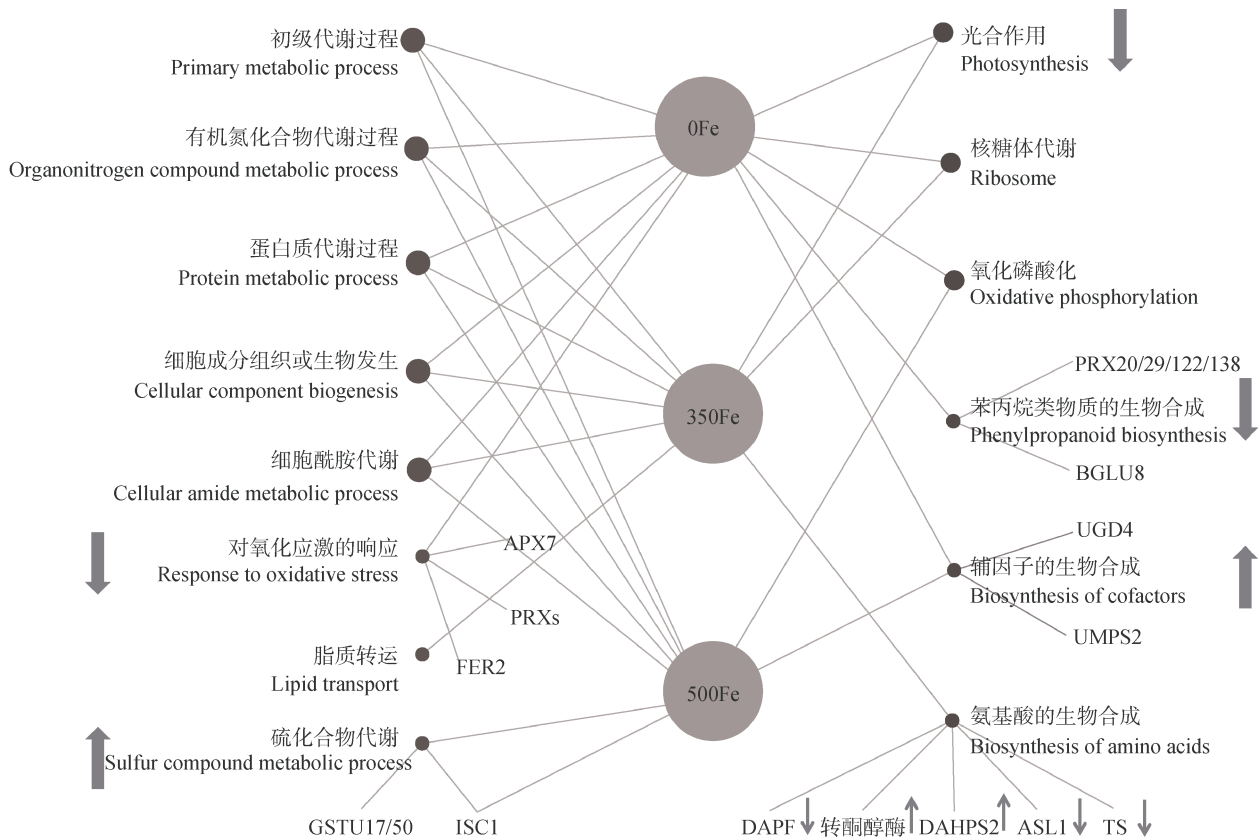 初级代谢过程
Primary metabolic process
有机氮化合物代谢过程
Organonitrogen compound metabolic process
蛋白质代谢过程
Protein metabolic process
细胞成分组织或生物发生
Cellular component biogenesis
细胞酰胺代谢
Cellular amide metabolic process
对氧化应激的响应
Response to oxidative stress
APX7
PRXs
FER2
脂质转运
Lipid transport
硫化合物代谢
Sulfur compound metabolic process
GSTU17/50
ISC1
0Fe
350Fe
500Fe
光合作用
Photosynthesis
核糖体代谢
Ribosome
氧化磷酸化
Oxidative phosphorylation
PRX20/29/122/138
苯丙烷类物质的生物合成
Phenylpropanoid biosynthesis
BGLU8
UGD4
辅因子的生物合成
Biosynthesis of cofactors
UMPS2
氨基酸的生物合成
Biosynthesis of amino acids
DAPF
转酮醇酶
DAHPS2
ASL1
TS